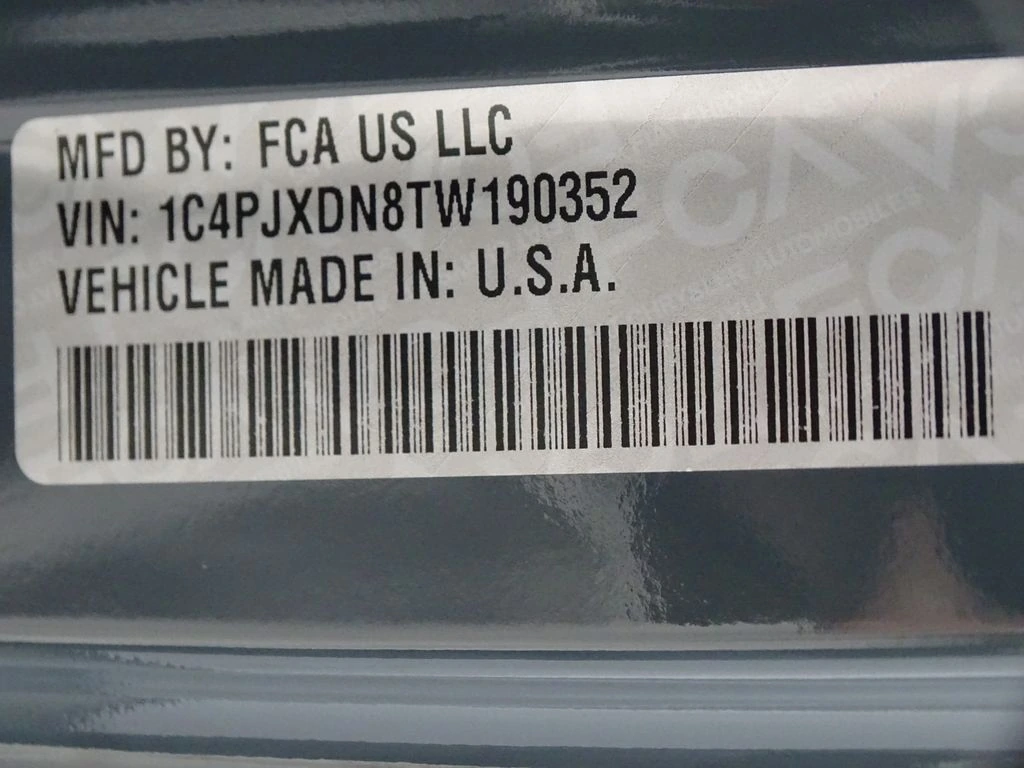 MFD BY: FCA US LLC
VIN: 1C4PJXDN8TW190352
VEHICLE MADE IN: U.S.A.